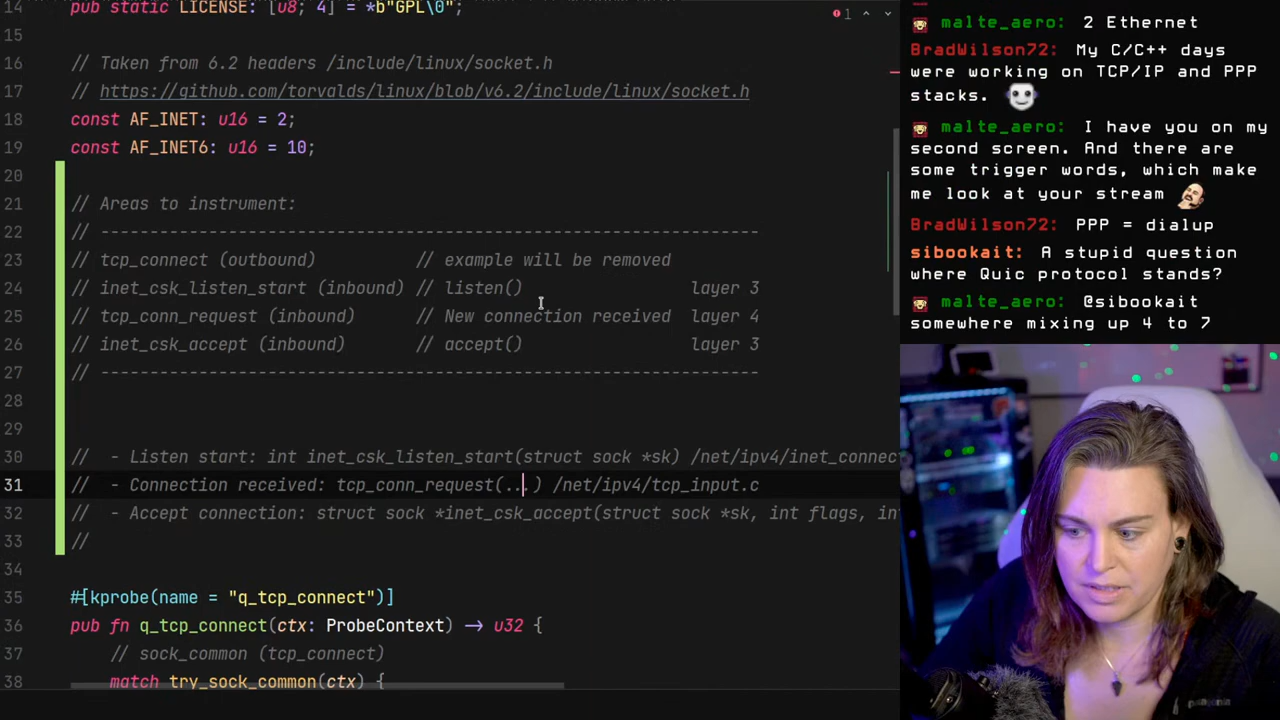 14 pub static LICENSE: [u8; 4] = *b"GPL\0";
15
16 // Taken from 6.2 headers /include/linux/socket.h
17 // https://github.com/torvalds/linux/blob/v6.2/include/linux/socket.h
18 const AF_INET: u16 = 2;
19 const AF_INET6: u16 = 10;
20
21 // Areas to instrument:
22 // -------------------------------------------------------------------
23 // tcp_connect (outbound) // example will be removed
24 // inet_csk_listen_start (inbound) // listen() layer 3
25 // tcp_conn_request (inbound) // New connection received layer 4
26 // inet_csk_accept (inbound) // accept() layer 3
27 // -------------------------------------------------------------------
28
29
30 // - Listen start: int inet_csk_listen_start(struct sock *sk) /net/ipv4/inet_connec
31 // - Connection received: tcp_conn_request(...) /net/ipv4/tcp_input.c
32 // - Accept connection: struct sock *inet_csk_accept(struct sock *sk, int flags, in
33 //
34
35 #[kprobe(name = "q_tcp_connect")]
36 pub fn q_tcp_connect(ctx: ProbeContext) -> u32 {
37 // sock_common (tcp_connect)
38 match try_sock_common(ctx) {
1
malte_aero: 2 Ethernet
BradWilson72: My C/C++ days
were working on TCP/IP and PPP
stacks.
malte_aero: I have you on my
second screen. And there are
some trigger words, which make
me look at your stream
BradWilson72: PPP = dialup
sibookait: A stupid question
where Quic protocol stands?
malte_aero: @sibookait
somewhere mixing up 4 to 7